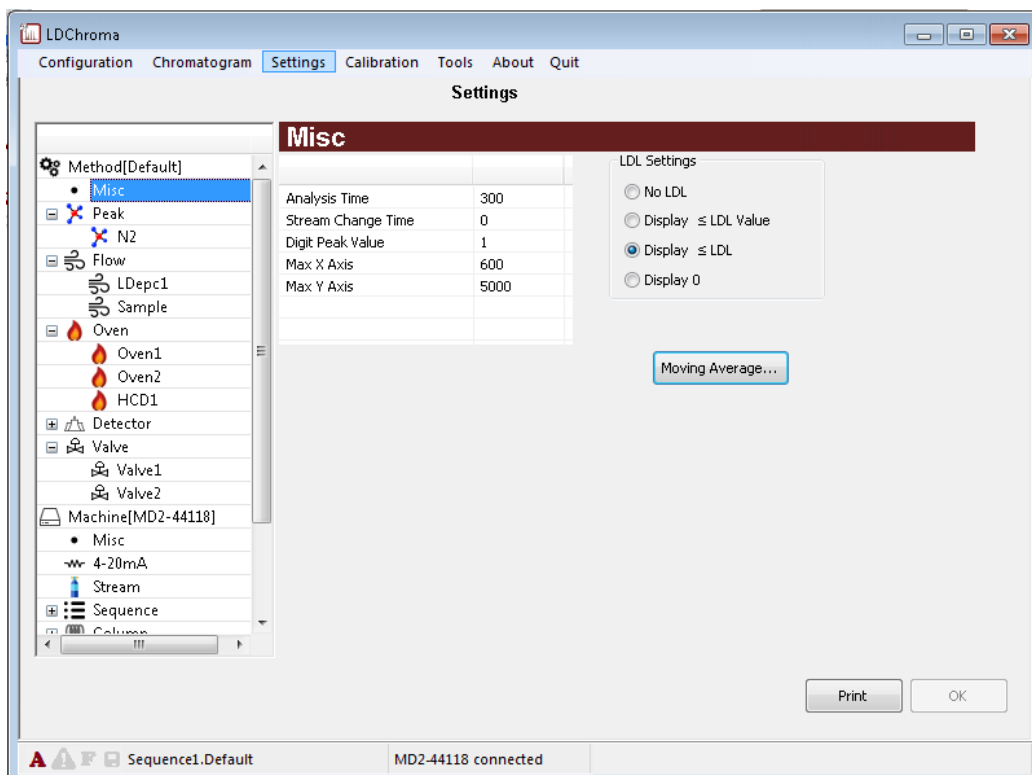 LDChroma
Configuration Chromatogram Settings Calibration Tools About Quit
Settings
Misc
Method[Default]
Misc
Peak
N2
Flow
LDepc1
Sample
Oven
Oven1
Oven2
HCD1
Detector
Valve
Valve1
Valve2
Machine[MD2-44118]
Misc
4-20mA
Stream
Sequence
Column
Analysis Time 300
Stream Change Time 0
Digit Peak Value 1
Max X Axis 600
Max Y Axis 5000
LDL Settings
No LDL
Display ≤ LDL Value
Display ≤ LDL
Display 0
Moving Average...
Print OK
A F Sequence1.Default MD2-44118 connected